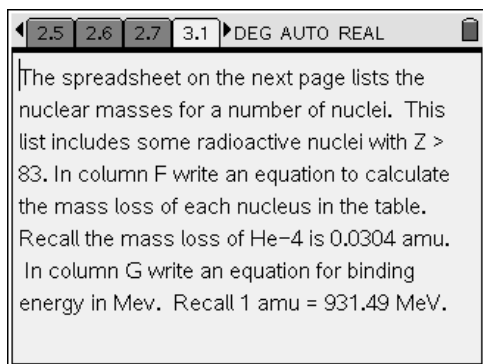 2.5 2.6 2.7 3.1 DEG AUTO REAL
The spreadsheet on the next page lists the
nuclear masses for a number of nuclei.  This
list includes some radioactive nuclei with Z >
83. In column F write an equation to calculate
the mass loss of each nucleus in the table.
Recall the mass loss of He-4 is 0.0304 amu.
In column G write an equation for binding
energy in Mev.  Recall 1 amu = 931.49 MeV.